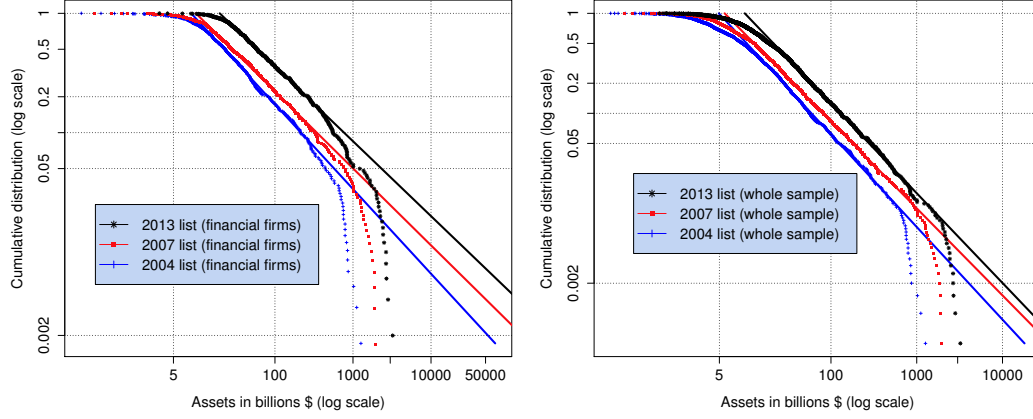 1
0.5
0.2
0.05
0.002
Cumulative distribution (log scale)
2013 list (financial firms)
2007 list (financial firms)
2004 list (financial firms)
5
100
1000
10000
50000
Assets in billions $ (log scale)
1
0.5
0.2
0.05
0.002
Cumulative distribution (log scale)
2013 list (whole sample)
2007 list (whole sample)
2004 list (whole sample)
5
100
1000
10000
Assets in billions $ (log scale)